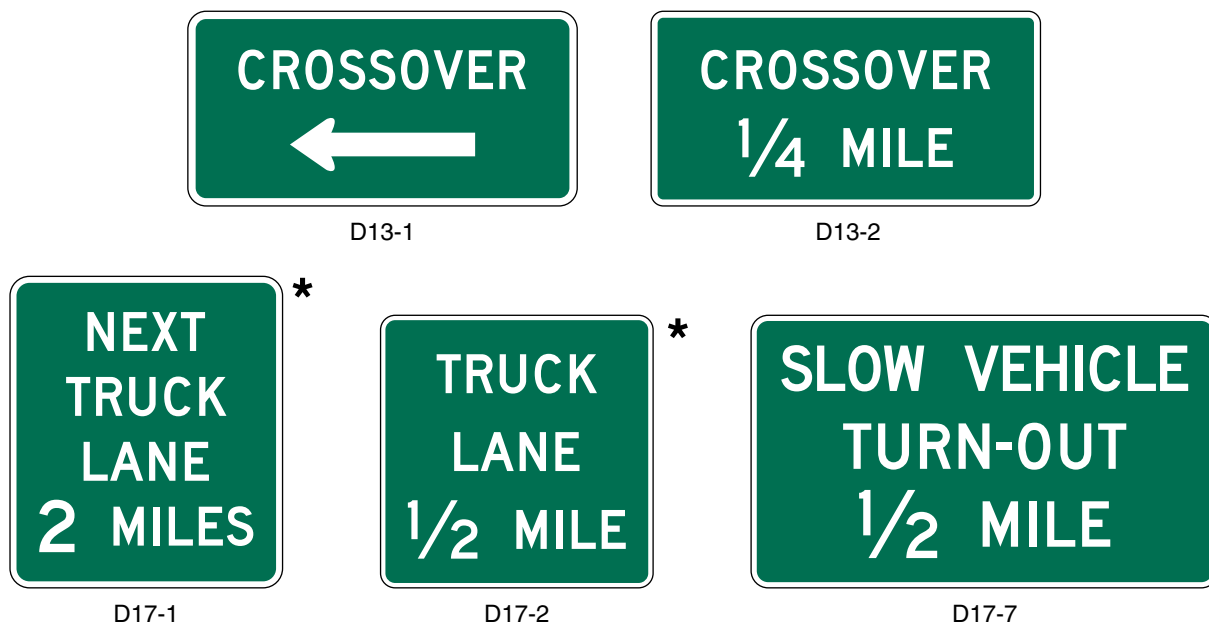 CROSSOVER
D13-1
CROSSOVER
1/4 MILE
D13-2
NEXT
TRUCK
LANE
2 MILES
*
D17-1
TRUCK
LANE
1/2 MILE
*
D17-2
SLOW VEHICLE
TURN-OUT
1/2 MILE
D17-7